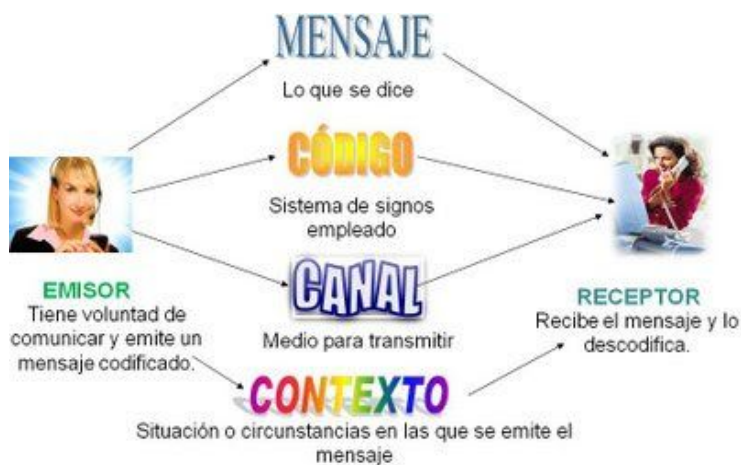 MENSAJE
Lo que se dice
CÓDIGO
Sistema de signos
empleado
EMISOR
Tiene voluntad de
comunicar y emite un
mensaje codificado.
CANAL
Medio para transmitir
RECEPTOR
Recibe el mensaje y lo
descodifica.
CONTEXTO
Situación o circunstancias en las que se emite el
mensaje